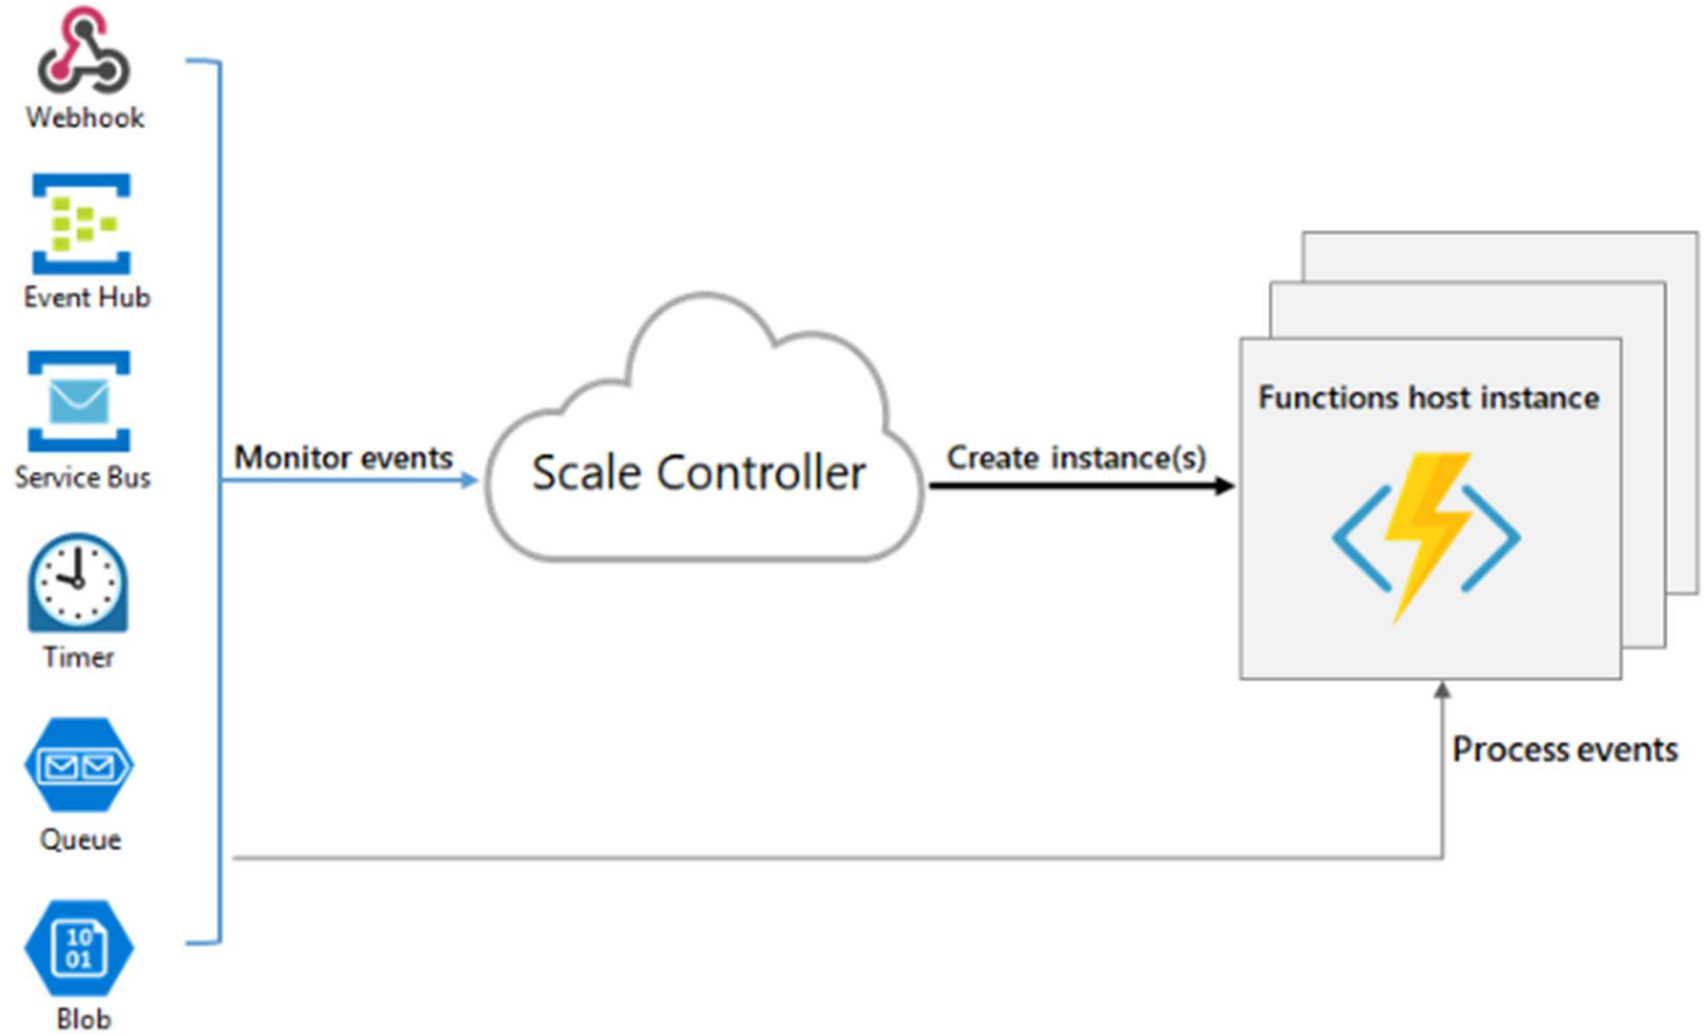 Webhook
Event Hub
Service Bus
Timer
Queue
10
01
Blob
Monitor events
Scale Controller
Create instance(s)
Functions host instance
Process events